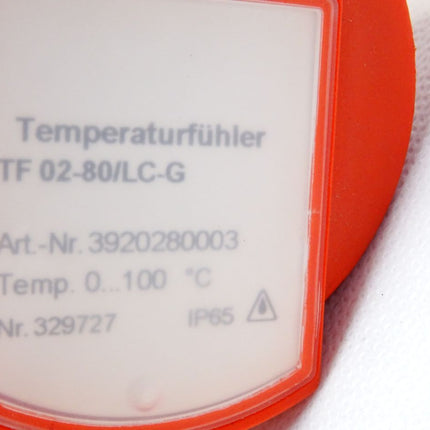 Temperaturfühler
TF 02-80/LC-G
Art.-Nr. 3920280003
Temp. 0...100 °C
Nr. 329727 IP65